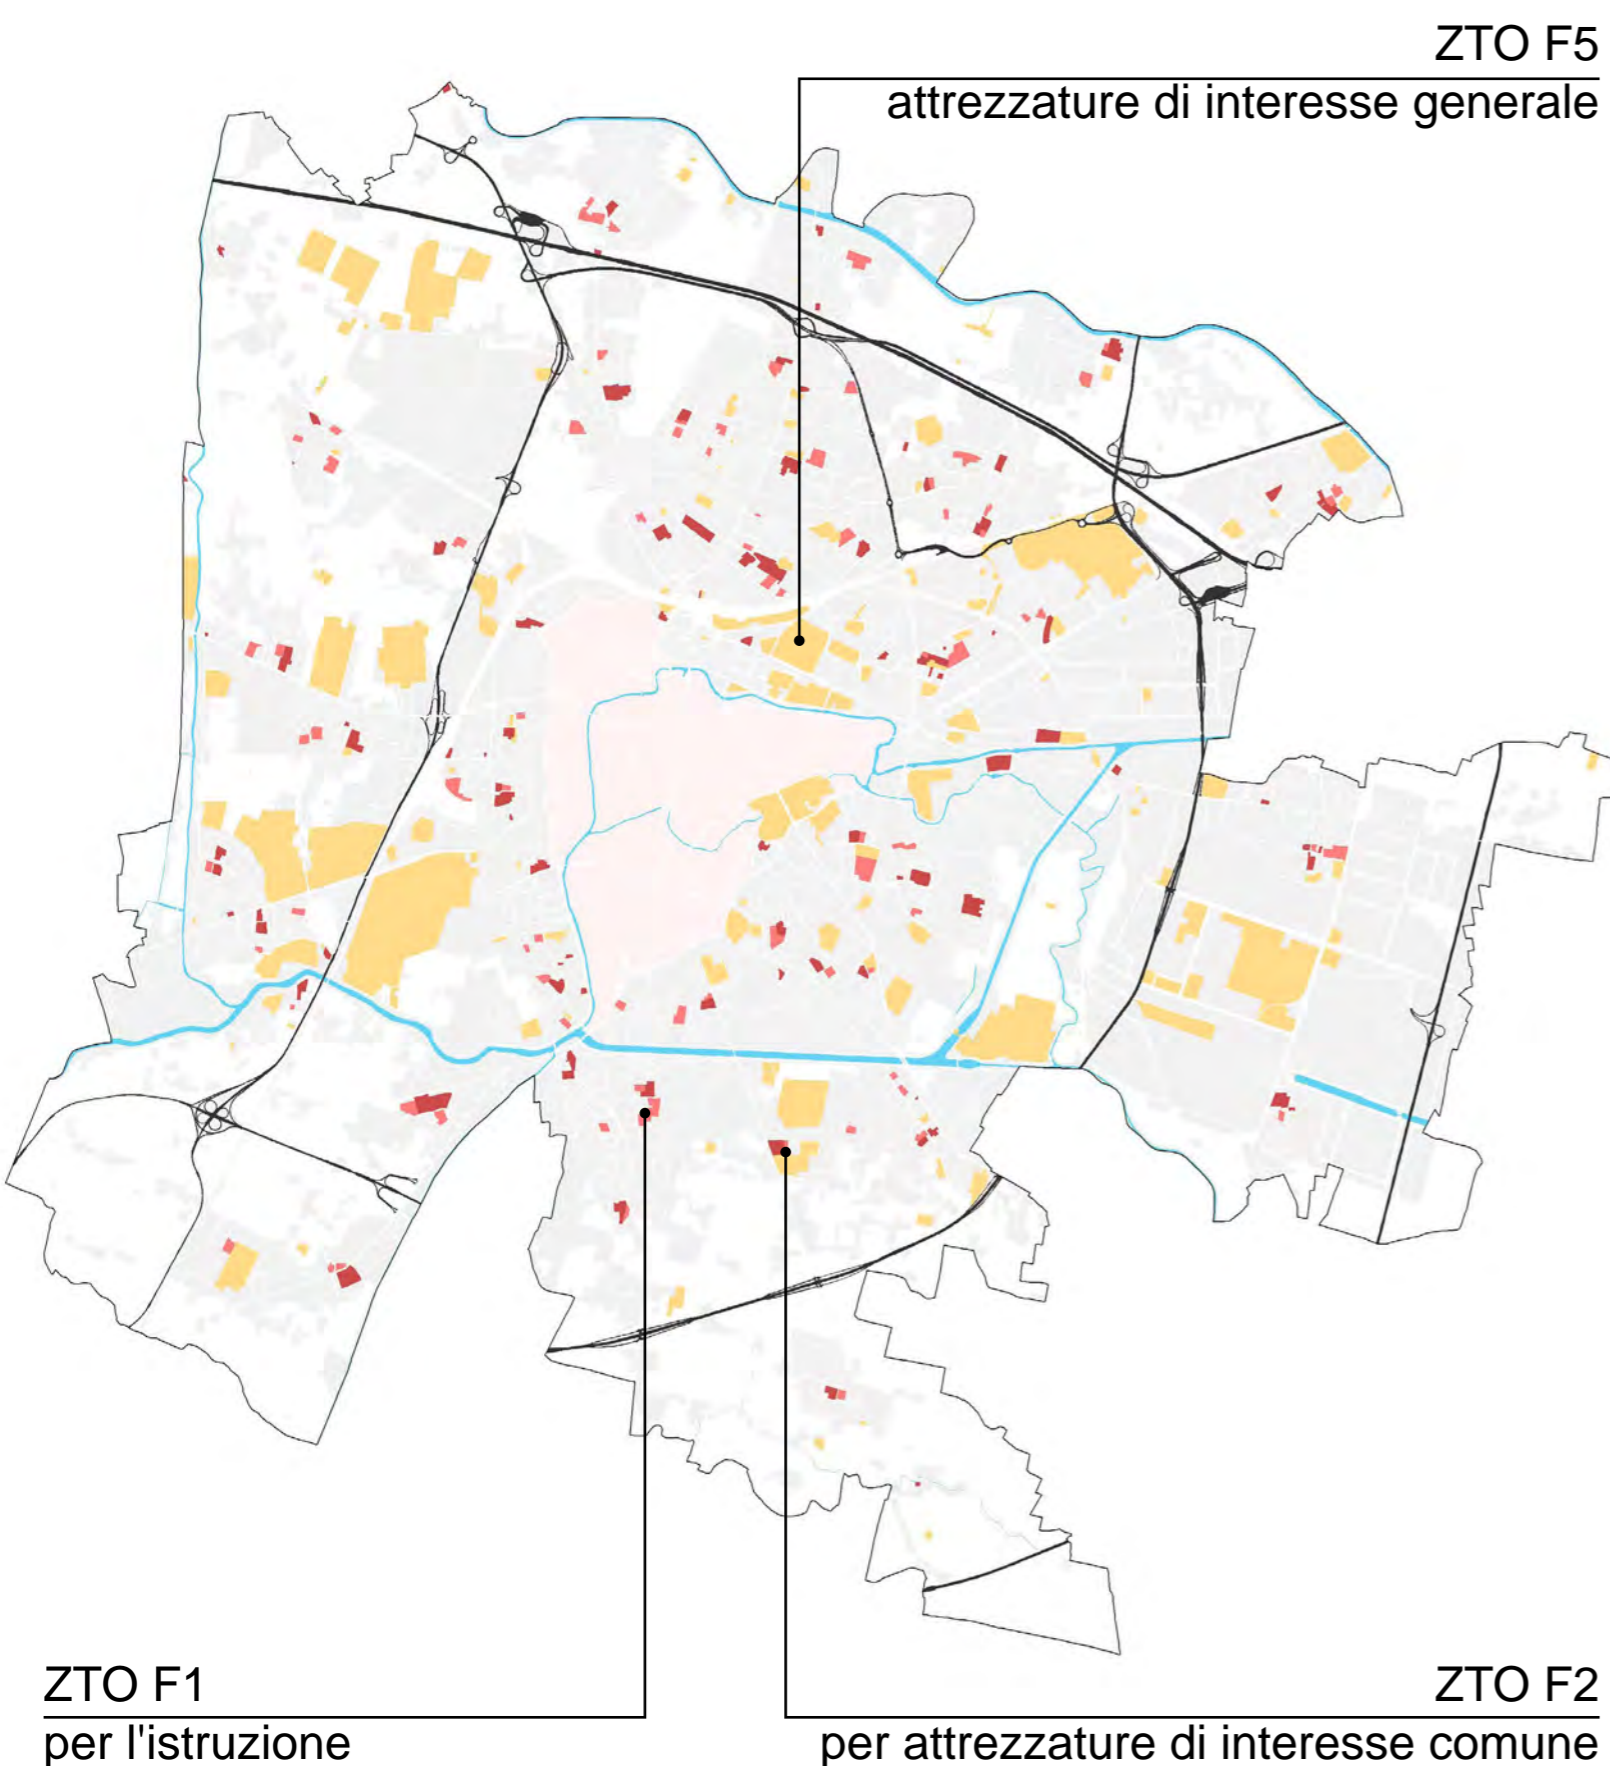 ZTO F5
attrezzature di interesse generale
ZTO F1
per l'istruzione
ZTO F2
per attrezzature di interesse comune